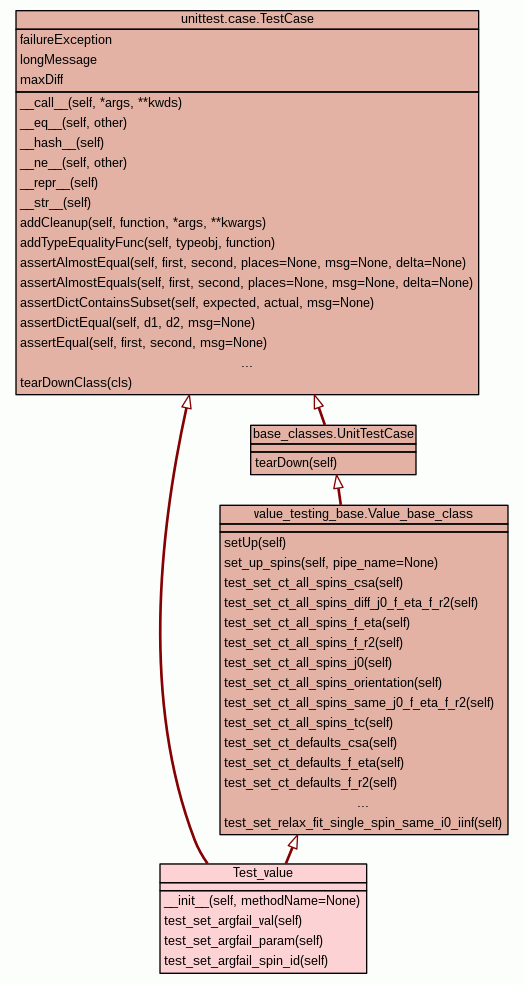 unittest.case.TestCase
failureException
longMessage
maxDiff
__call__(self, *args, **kwds)
__eq__(self, other)
__hash__(self)
__ne__(self, other)
__repr__(self)
__str__(self)
addCleanup(self, function, *args, **kwargs)
addTypeEqualityFunc(self, typeobj, function)
assertAlmostEqual(self, first, second, places=None, msg=None, delta=None)
assertAlmostEquals(self, first, second, places=None, msg=None, delta=None)
assertDictContainsSubset(self, expected, actual, msg=None)
assertDictEqual(self, d1, d2, msg=None)
assertEqual(self, first, second, msg=None)
...
tearDownClass(cls)
base_classes.UnitTestCase
tearDown(self)
value_testing_base.Value_base_class
setUp(self)
set_up_spins(self, pipe_name=None)
test_set_ct_all_spins_csa(self)
test_set_ct_all_spins_diff_j0_f_eta_f_r2(self)
test_set_ct_all_spins_f_eta(self)
test_set_ct_all_spins_f_r2(self)
test_set_ct_all_spins_j0(self)
test_set_ct_all_spins_orientation(self)
test_set_ct_all_spins_same_j0_f_eta_f_r2(self)
test_set_ct_all_spins_tc(self)
test_set_ct_defaults_csa(self)
test_set_ct_defaults_f_eta(self)
test_set_ct_defaults_f_r2(self)
...
test_set_relax_fit_single_spin_same_i0_iinf(self)
Test_value
__init__(self, methodName=None)
test_set_argfail_val(self)
test_set_argfail_param(self)
test_set_argfail_spin_id(self)